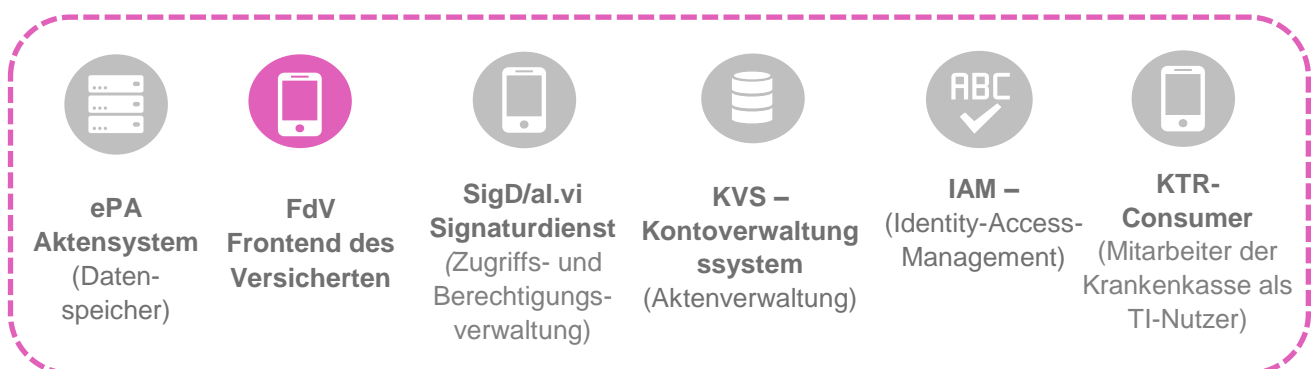 ABC
ePA
Aktensystem
(Daten-
speicher)
FdV
Frontend des
Versicherten
SigD/al.vi
Signaturdienst
(Zugriffs- und
Berechtigungs-
verwaltung)
KVS –
Kontoverwaltung
ssystem
(Aktenverwaltung)
IAM –
(Identity-Access-
Management)
KTR-
Consumer
(Mitarbeiter der
Krankenkasse als
TI-Nutzer)